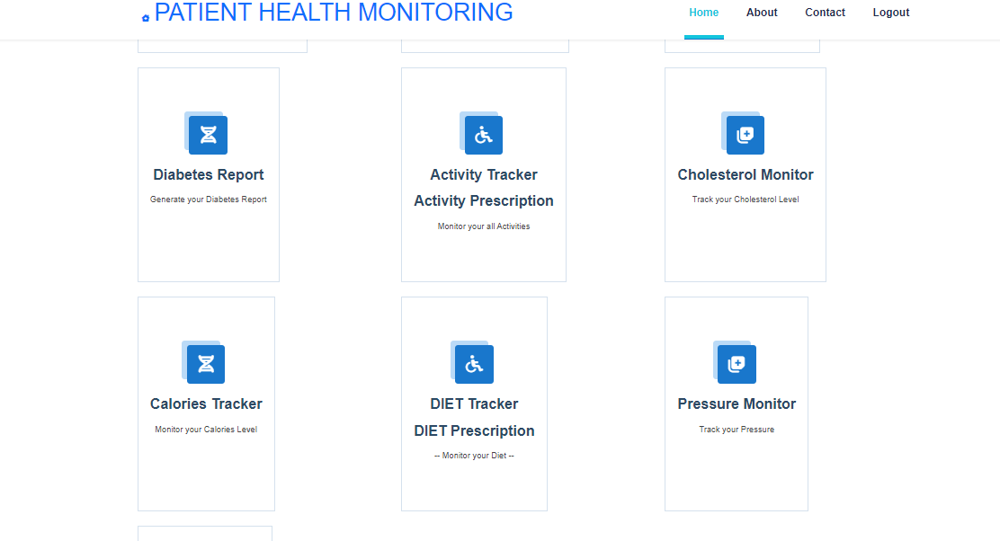 PATIENT HEALTH MONITORING
Home About Contact Logout
Diabetes Report
Generate your Diabetes Report
Activity Tracker
Activity Prescription
Monitor your all Activities
Cholesterol Monitor
Track your Cholesterol Level
Calories Tracker
Monitor your Calories Level
DIET Tracker
DIET Prescription
-- Monitor your Diet --
Pressure Monitor
Track your Pressure